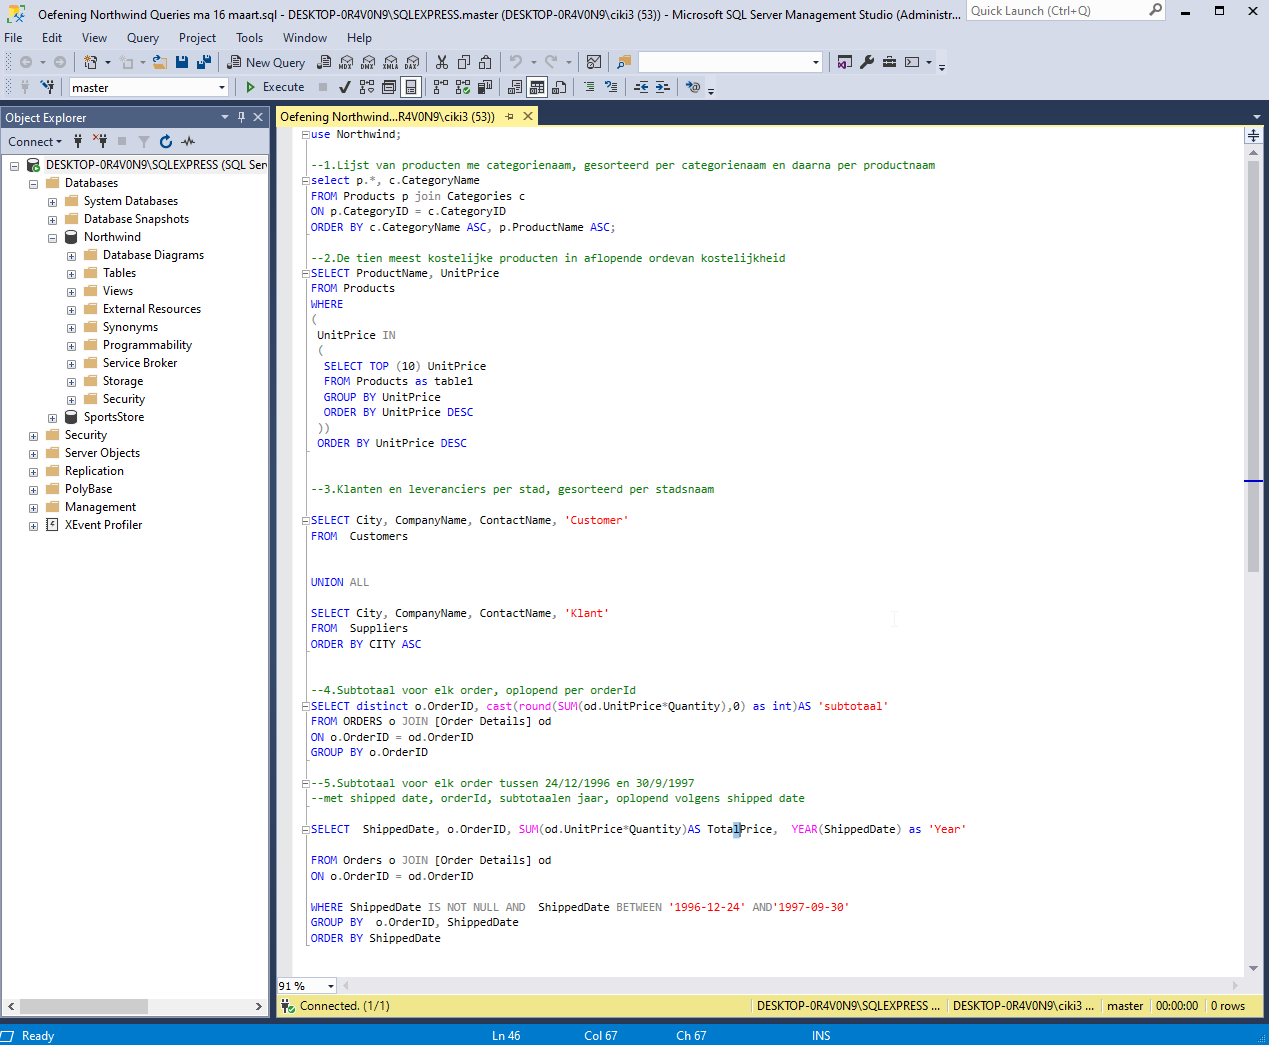 Oefening Northwind Queries ma 16 maart.sql - DESKTOP-0R4V0N9\SQLEXPRESS.master (DESKTOP-0R4V0N9\ciki3 (53)) - Microsoft SQL Server Management Studio (Administr...
Quick Launch (Ctrl+Q)
File Edit View Query Project Tools Window Help
New Query
MDX DMX XMLA DAX
master
Execute
Object Explorer
Oefening Northwind...R4V0N9\ciki3 (53))
Connect
DESKTOP-0R4V0N9\SQLEXPRESS (SQL Ser
Databases
System Databases
Database Snapshots
Northwind
Database Diagrams
Tables
Views
External Resources
Synonyms
Programmability
Service Broker
Storage
Security
SportsStore
Security
Server Objects
Replication
PolyBase
Management
XEvent Profiler
use Northwind;
--1.Lijst van producten me categorienaam, gesorteerd per categorienaam en daarna per productnaam
select p.*, c.CategoryName
FROM Products p join Categories c
ON p.CategoryID = c.CategoryID
ORDER BY c.CategoryName ASC, p.ProductName ASC;
--2.De tien meest kostelijke producten in aflopende ordevan kostelijkheid
SELECT ProductName, UnitPrice
FROM Products
WHERE
(
UnitPrice IN
(
SELECT TOP (10) UnitPrice
FROM Products as table1
GROUP BY UnitPrice
ORDER BY UnitPrice DESC
))
ORDER BY UnitPrice DESC
--3.Klanten en leveranciers per stad, gesorteerd per stadsnaam
SELECT City, CompanyName, ContactName, 'Customer'
FROM  Customers
UNION ALL
SELECT City, CompanyName, ContactName, 'Klant'
FROM  Suppliers
ORDER BY CITY ASC
--4.Subtotaal voor elk order, oplopend per orderId
SELECT distinct o.OrderID, cast(round(SUM(od.UnitPrice*Quantity),0) as int)AS 'subtotaal'
FROM ORDERS o JOIN [Order Details] od
ON o.OrderID = od.OrderID
GROUP BY o.OrderID
--5.Subtotaal voor elk order tussen 24/12/1996 en 30/9/1997
--met shipped date, orderId, subtotaalen jaar, oplopend volgens shipped date
SELECT  ShippedDate, o.OrderID, SUM(od.UnitPrice*Quantity)AS TotalPrice,  YEAR(ShippedDate) as 'Year'
FROM Orders o JOIN [Order Details] od
ON o.OrderID = od.OrderID
WHERE ShippedDate IS NOT NULL AND  ShippedDate BETWEEN '1996-12-24' AND'1997-09-30'
GROUP BY  o.OrderID, ShippedDate
ORDER BY ShippedDate
91 %
Connected. (1/1)
DESKTOP-0R4V0N9\SQLEXPRESS ... DESKTOP-0R4V0N9\ciki3 ... master 00:00:00 0 rows
Ready Ln 46 Col 67 Ch 67 INS